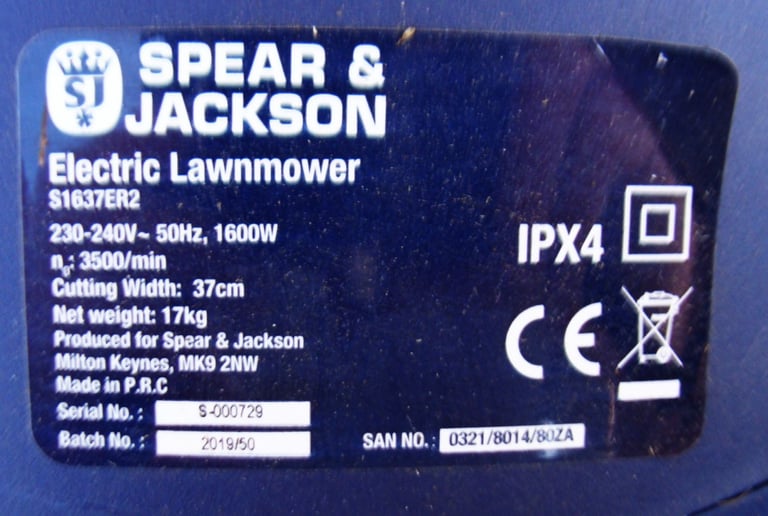 SJ
SPEAR &
JACKSON
Electric Lawnmower
S1637ER2
230-240V~ 50Hz, 1600W
n₀: 3500/min
Cutting Width: 37cm
Net weight: 17kg
Produced for Spear & Jackson
Milton Keynes, MK9 2NW
Made in P.R.C
Serial No. : S-000729
Batch No. : 2019/50
IPX4
CE
SAN NO. : 0321/8014/80ZA